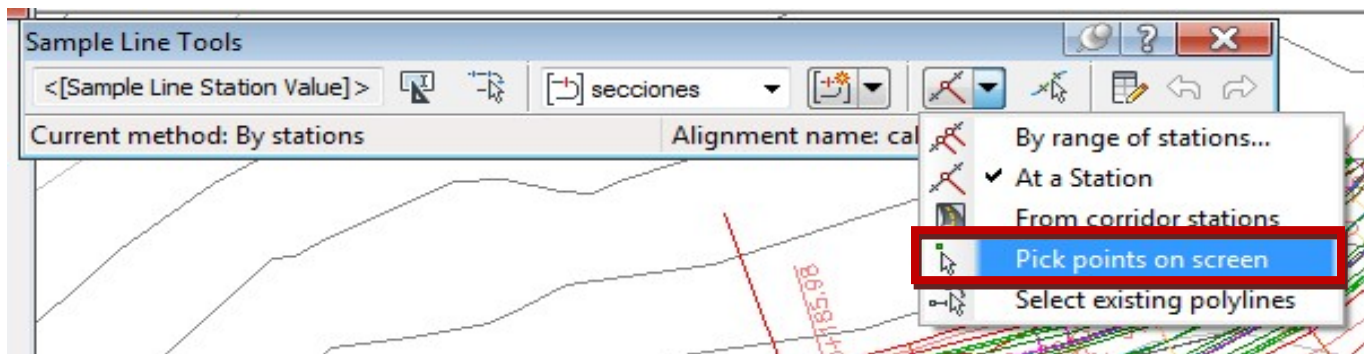 Sample Line Tools
<[Sample Line Station Value]> secciones
Current method: By stations Alignment name: cal
By range of stations...
At a Station
From corridor stations
Pick points on screen
Select existing polylines